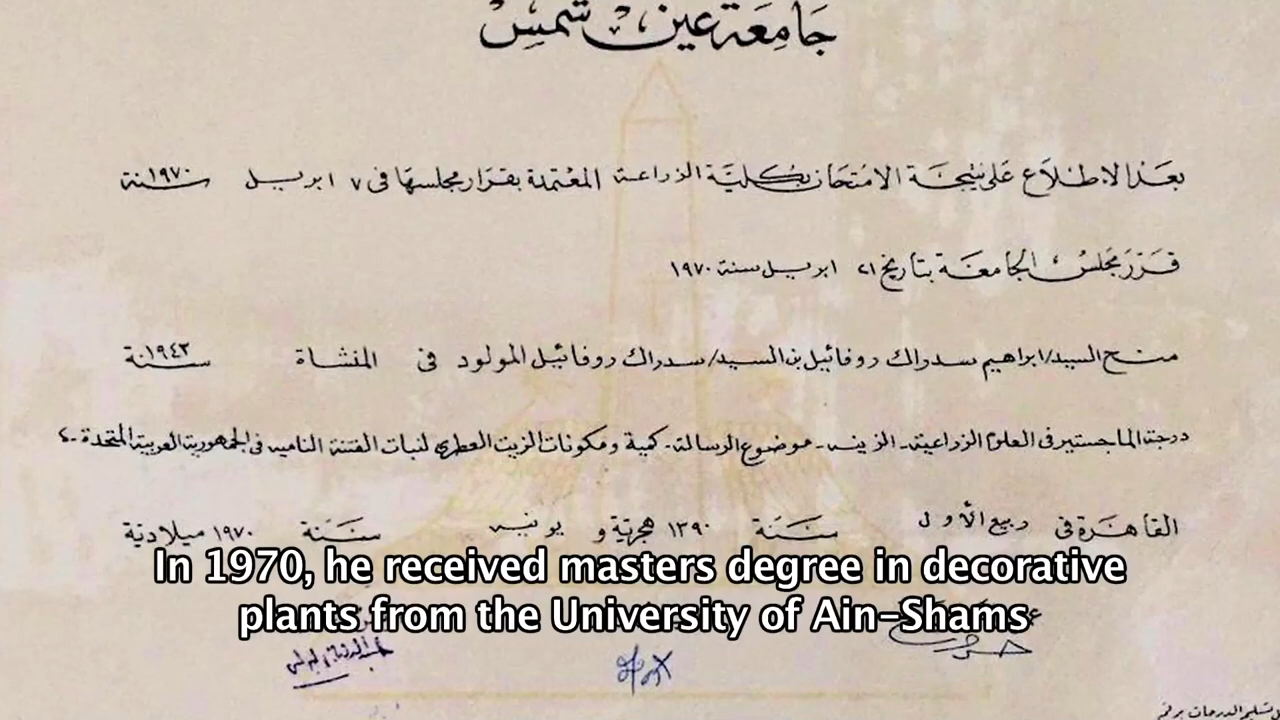 جامعة عين شمس
بعد الاطلاع على نتيجة الامتحان بكلية الزراعة المعتمدة بقرار مجلسها فى ٧ ابريل سنة ١٩٧٠
قرر مجلس الجامعة بتاريخ ٢١ ابريل سنة ١٩٧٠
منح السيد/ ابراهيم سدراك روفائيل بن السيد/ سدراك روفائيل المولود فى المنشاة سنة ١٩٤٢
درجة الماجستير فى العلوم الزراعية - الزينة - موضوع الرسالة - كمية ومكونات الزيت العطرى لنبات الفتنة النامية فى الجمهورية العربية المتحدة -
القاهرة فى ربيع الأول سنة ١٣٩٠ هجرية و يونيه سنة ١٩٧٠ ميلادية
In 1970, he received masters degree in decorative
plants from the University of Ain-Shams